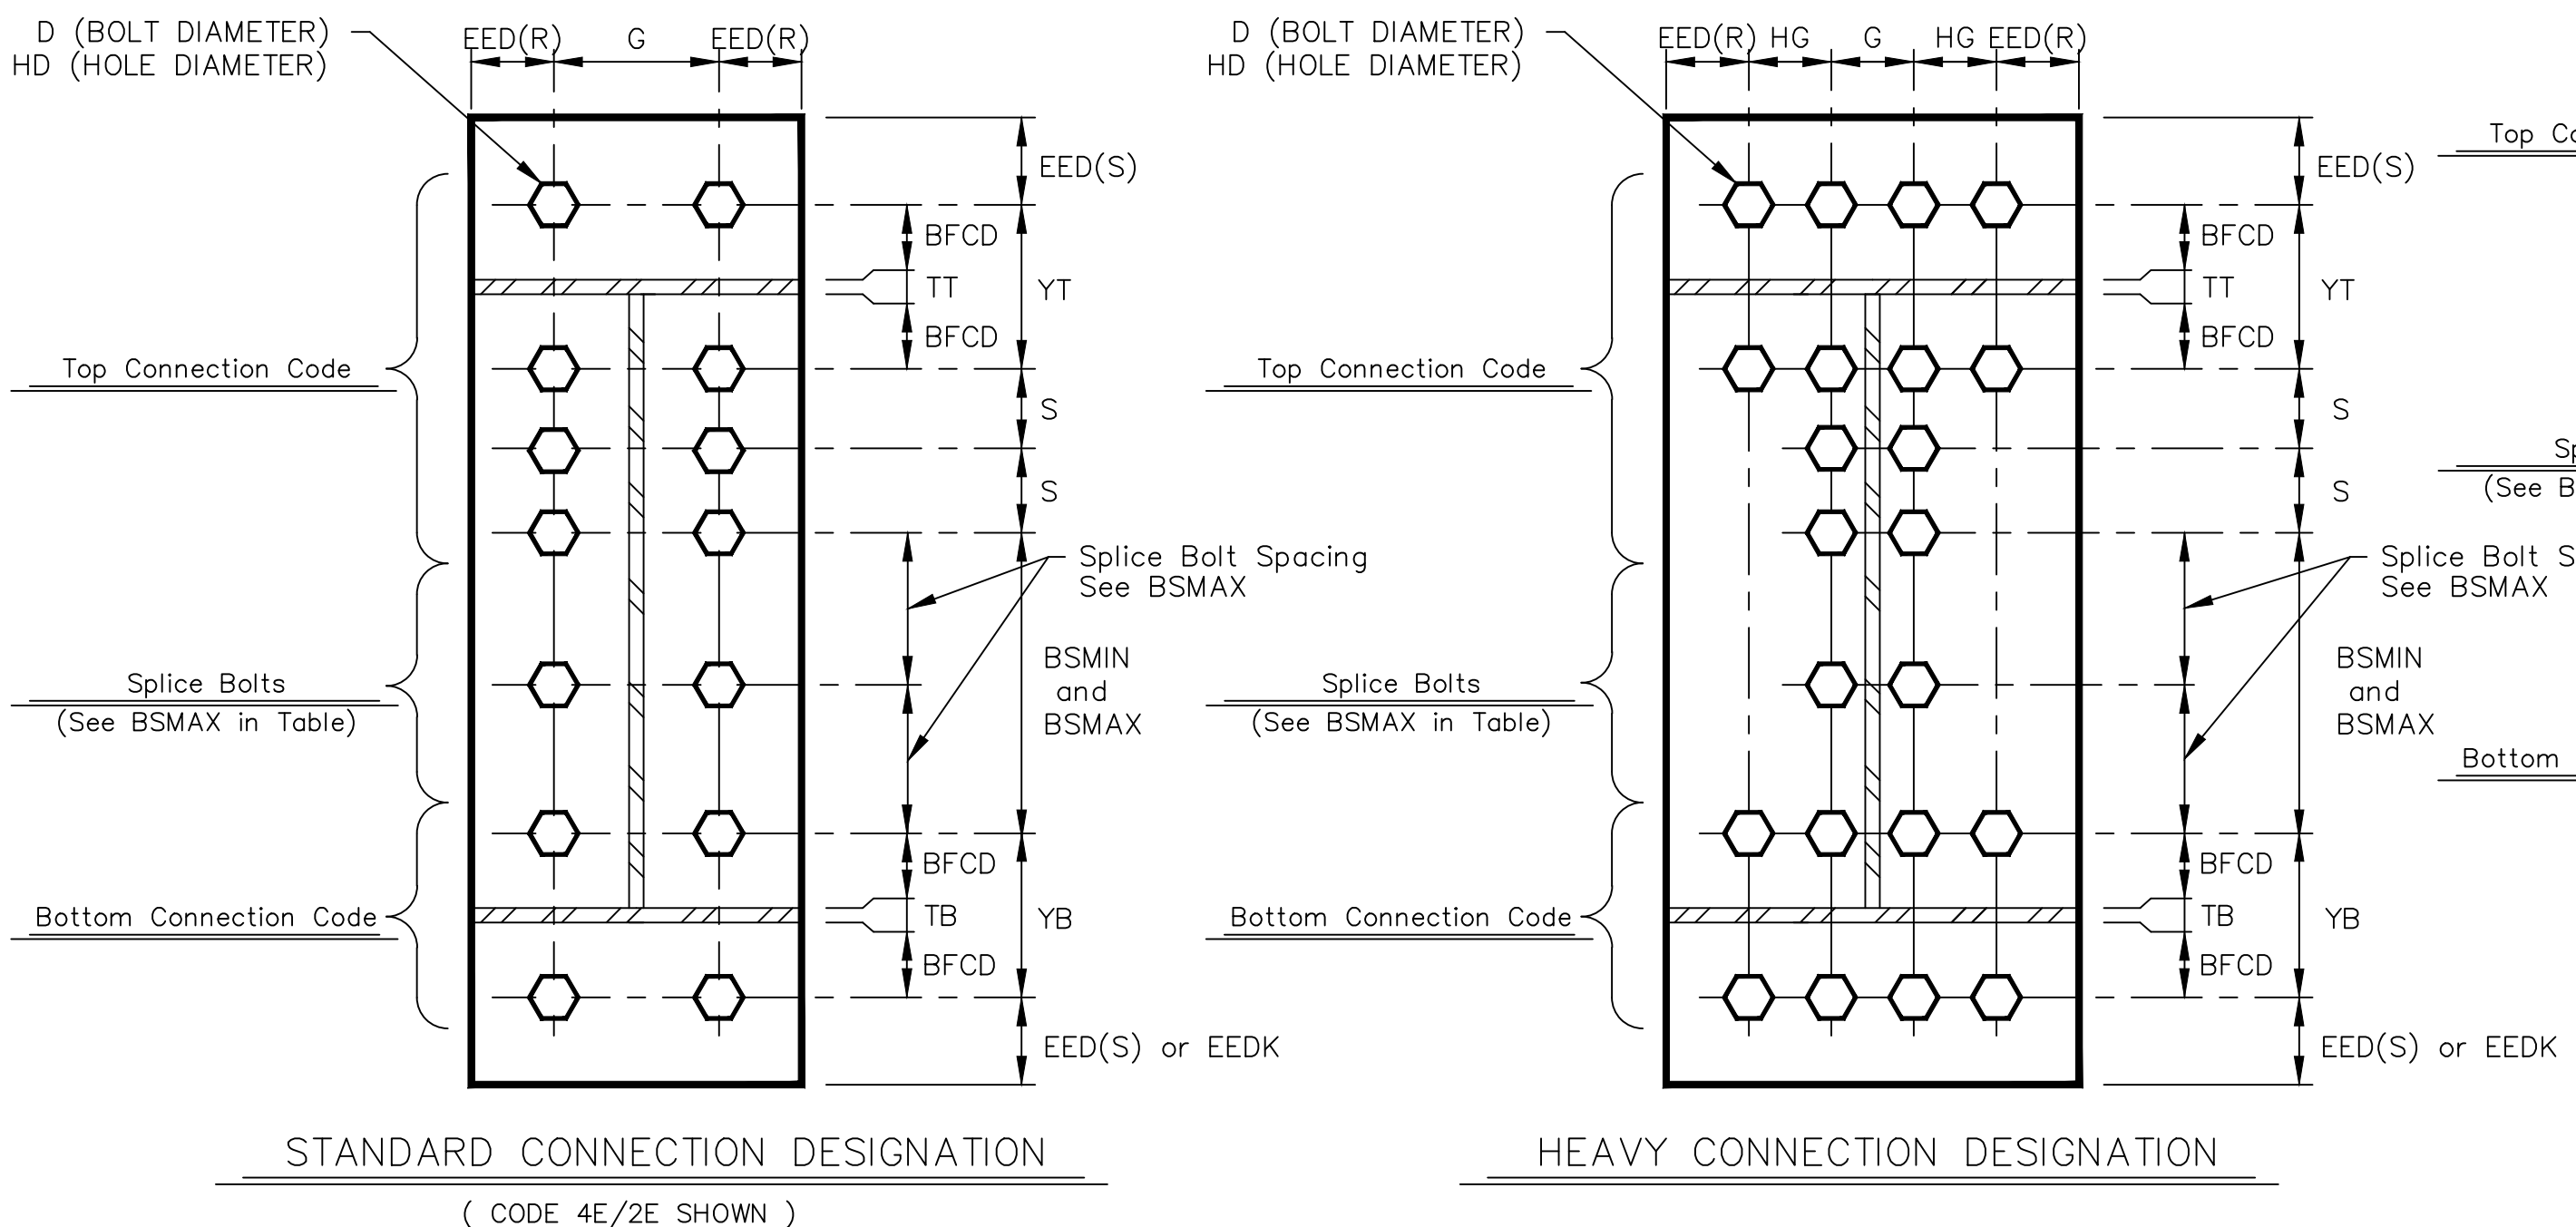 D (BOLT DIAMETER)
HD (HOLE DIAMETER)
EED(R) G EED(R)
EED(S)
BFCD
TT
YT
BFCD
Top Connection Code
S
S
Splice Bolt Spacing
See BSMAX
BSMIN
and
BSMAX
Splice Bolts
(See BSMAX in Table)
BFCD
Bottom Connection Code
TB
YB
BFCD
EED(S) or EEDK
STANDARD CONNECTION DESIGNATION
( CODE 4E/2E SHOWN )
D (BOLT DIAMETER)
HD (HOLE DIAMETER)
EED(R) HG G HG EED(R)
EED(S)
BFCD
TT
YT
BFCD
Top Connection Code
S
S
Splice Bolt S
See BSMAX
BSMIN
and
BSMAX
Splice Bolts
(See BSMAX in Table)
BFCD
Bottom Connection Code
TB
YB
BFCD
EED(S) or EEDK
HEAVY CONNECTION DESIGNATION
Top Co
Sp
(See B
Bottom